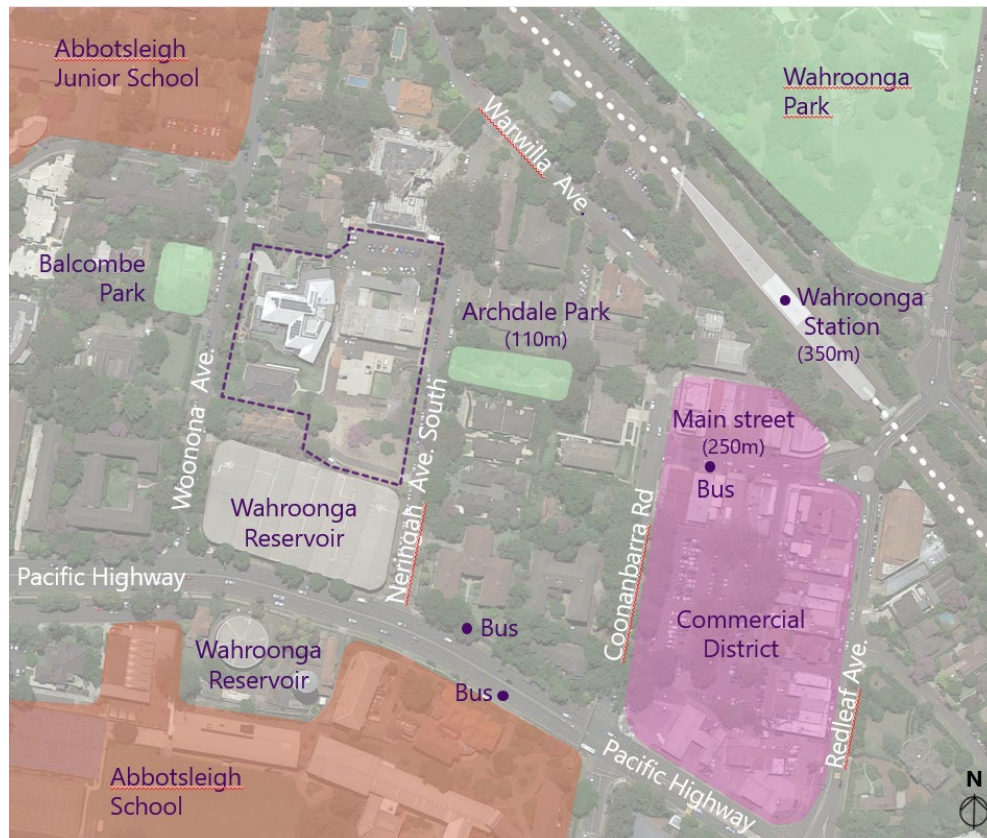 Abbotsleigh
Junior School
Wahroonga
Park
Warwilla Ave.
Balcombe
Park
Archdale Park
(110m)
Wahroonga
Station
(350m)
Woonona Ave.
Neringah Ave. South
Main street
(250m)
Bus
Coonanbarra Rd
Wahroonga
Reservoir
Pacific Highway
Bus
Commercial
District
Redleaf Ave.
Wahroonga
Reservoir
Bus
Abbotsleigh
School
Pacific Highway
N